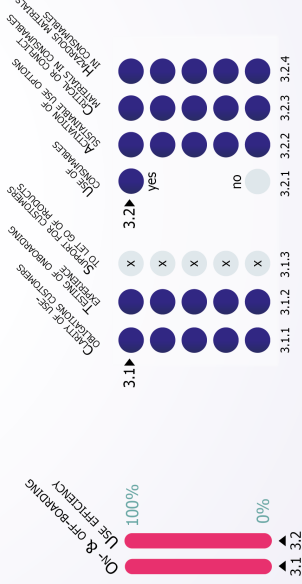 ON- & OFF-BOARDING
USE EFFICIENCY
100%
0%
3.1
3.2
CLARITY OF USE-
OBLIGATIONS CUSTOMERS
TESTING OF ONBOARDING
EXPERIENCE
SUPPORT FOR CUSTOMERS
TO LET GO OF PRODUCTS
3.1
x
x
x
x
x
3.1.1
3.1.2
3.1.3
USE OF
CONSUMABLES
ACTIVATION OF
SUSTAINABLE USE OPTIONS
CRITICAL OR CONFLICT
MATERIALS IN CONSUMABLES
HAZARDOUS MATERIALS
IN CONSUMABLES
3.2
yes
no
3.2.1
3.2.2
3.2.3
3.2.4